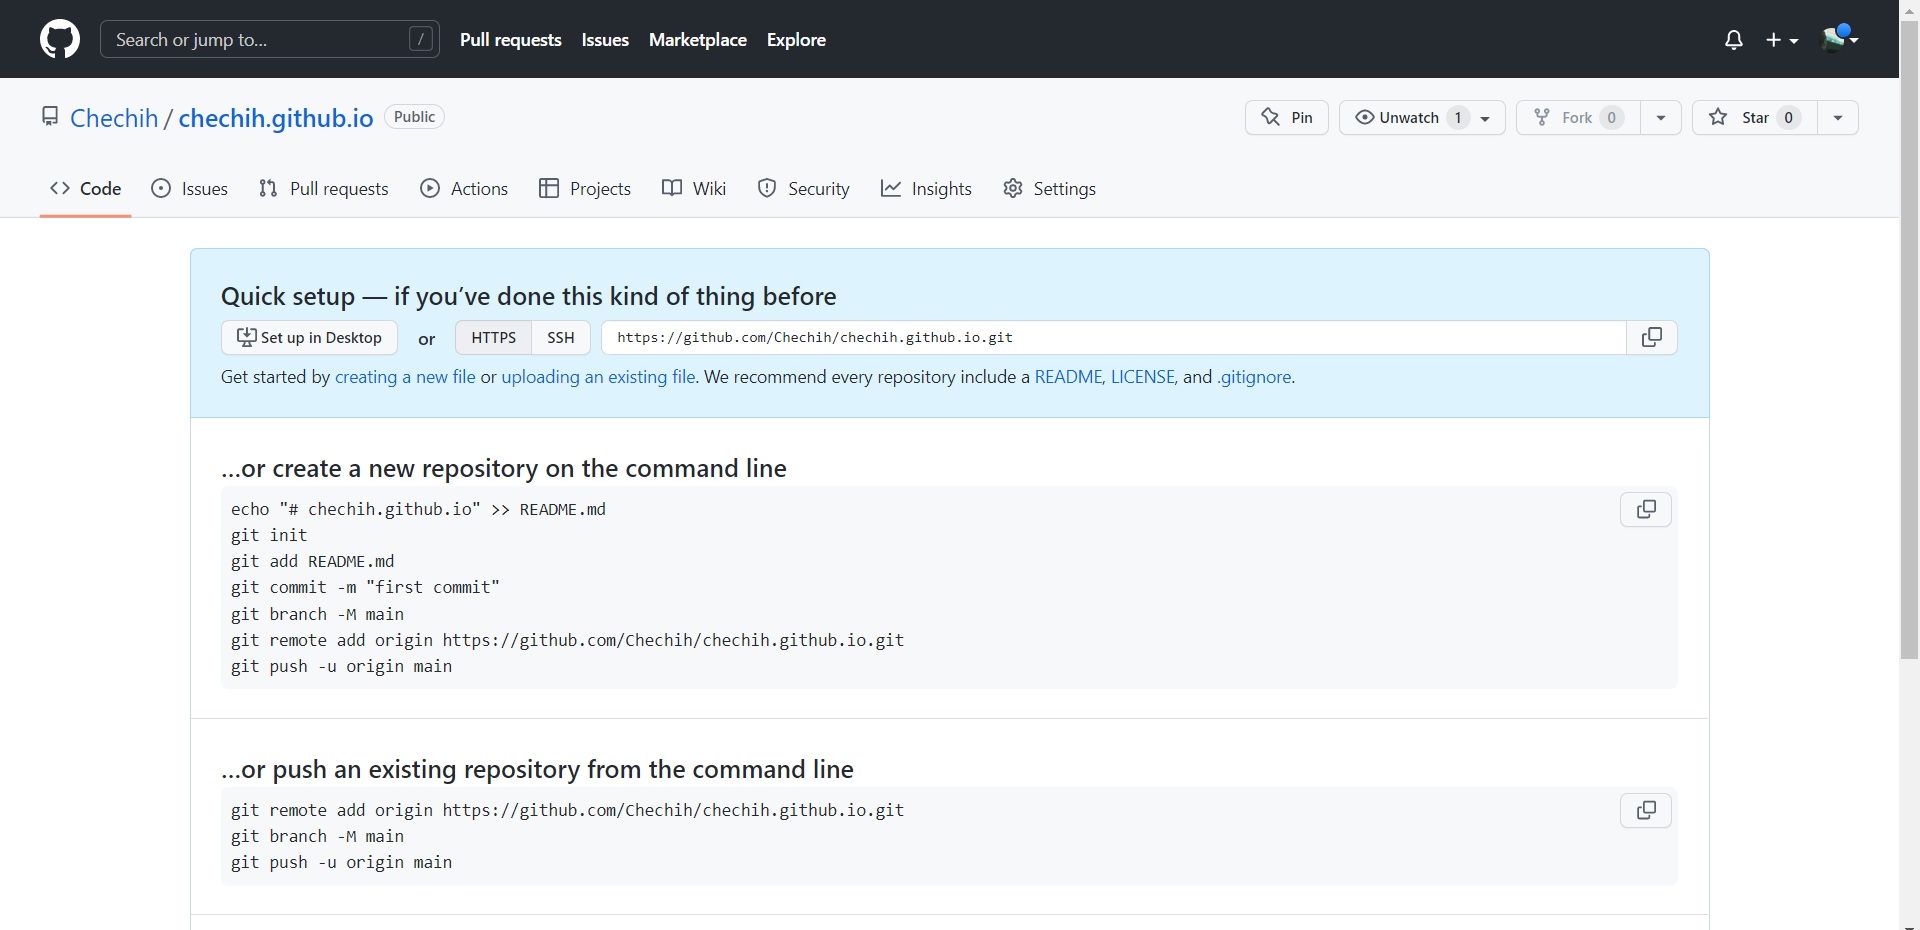 Search or jump to... / Pull requests Issues Marketplace Explore
Chechih / chechih.github.io Public Pin Unwatch 1 Fork 0 Star 0
Code Issues Pull requests Actions Projects Wiki Security Insights Settings
Quick setup — if you’ve done this kind of thing before
Set up in Desktop or HTTPS SSH https://github.com/Chechih/chechih.github.io.git
Get started by creating a new file or uploading an existing file. We recommend every repository include a README, LICENSE, and .gitignore.
…or create a new repository on the command line
echo "# chechih.github.io" >> README.md
git init
git add README.md
git commit -m "first commit"
git branch -M main
git remote add origin https://github.com/Chechih/chechih.github.io.git
git push -u origin main
…or push an existing repository from the command line
git remote add origin https://github.com/Chechih/chechih.github.io.git
git branch -M main
git push -u origin main